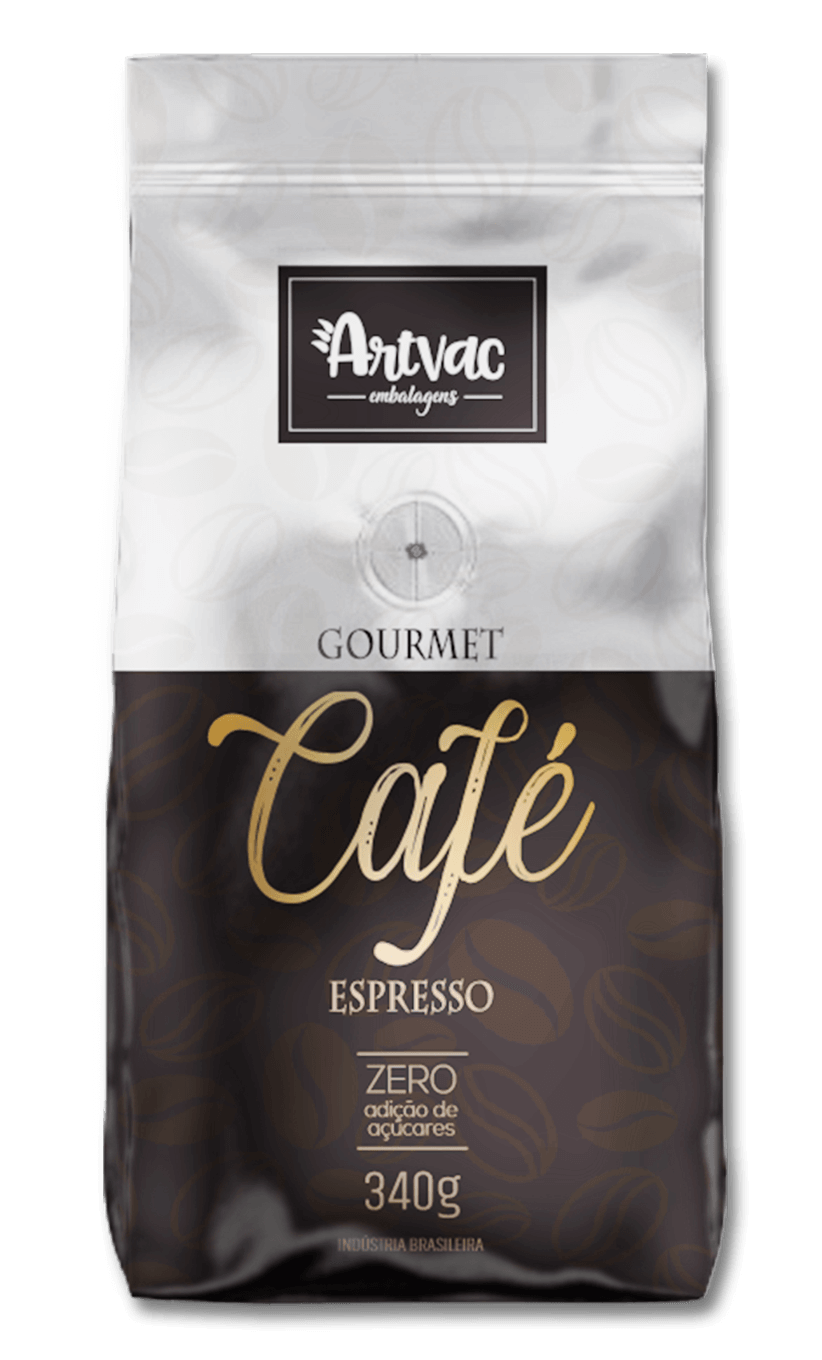 Artvac
embalagens
GOURMET
Café
ESPRESSO
ZERO
adição de
açúcares
340g
INDÚSTRIA BRASILEIRA